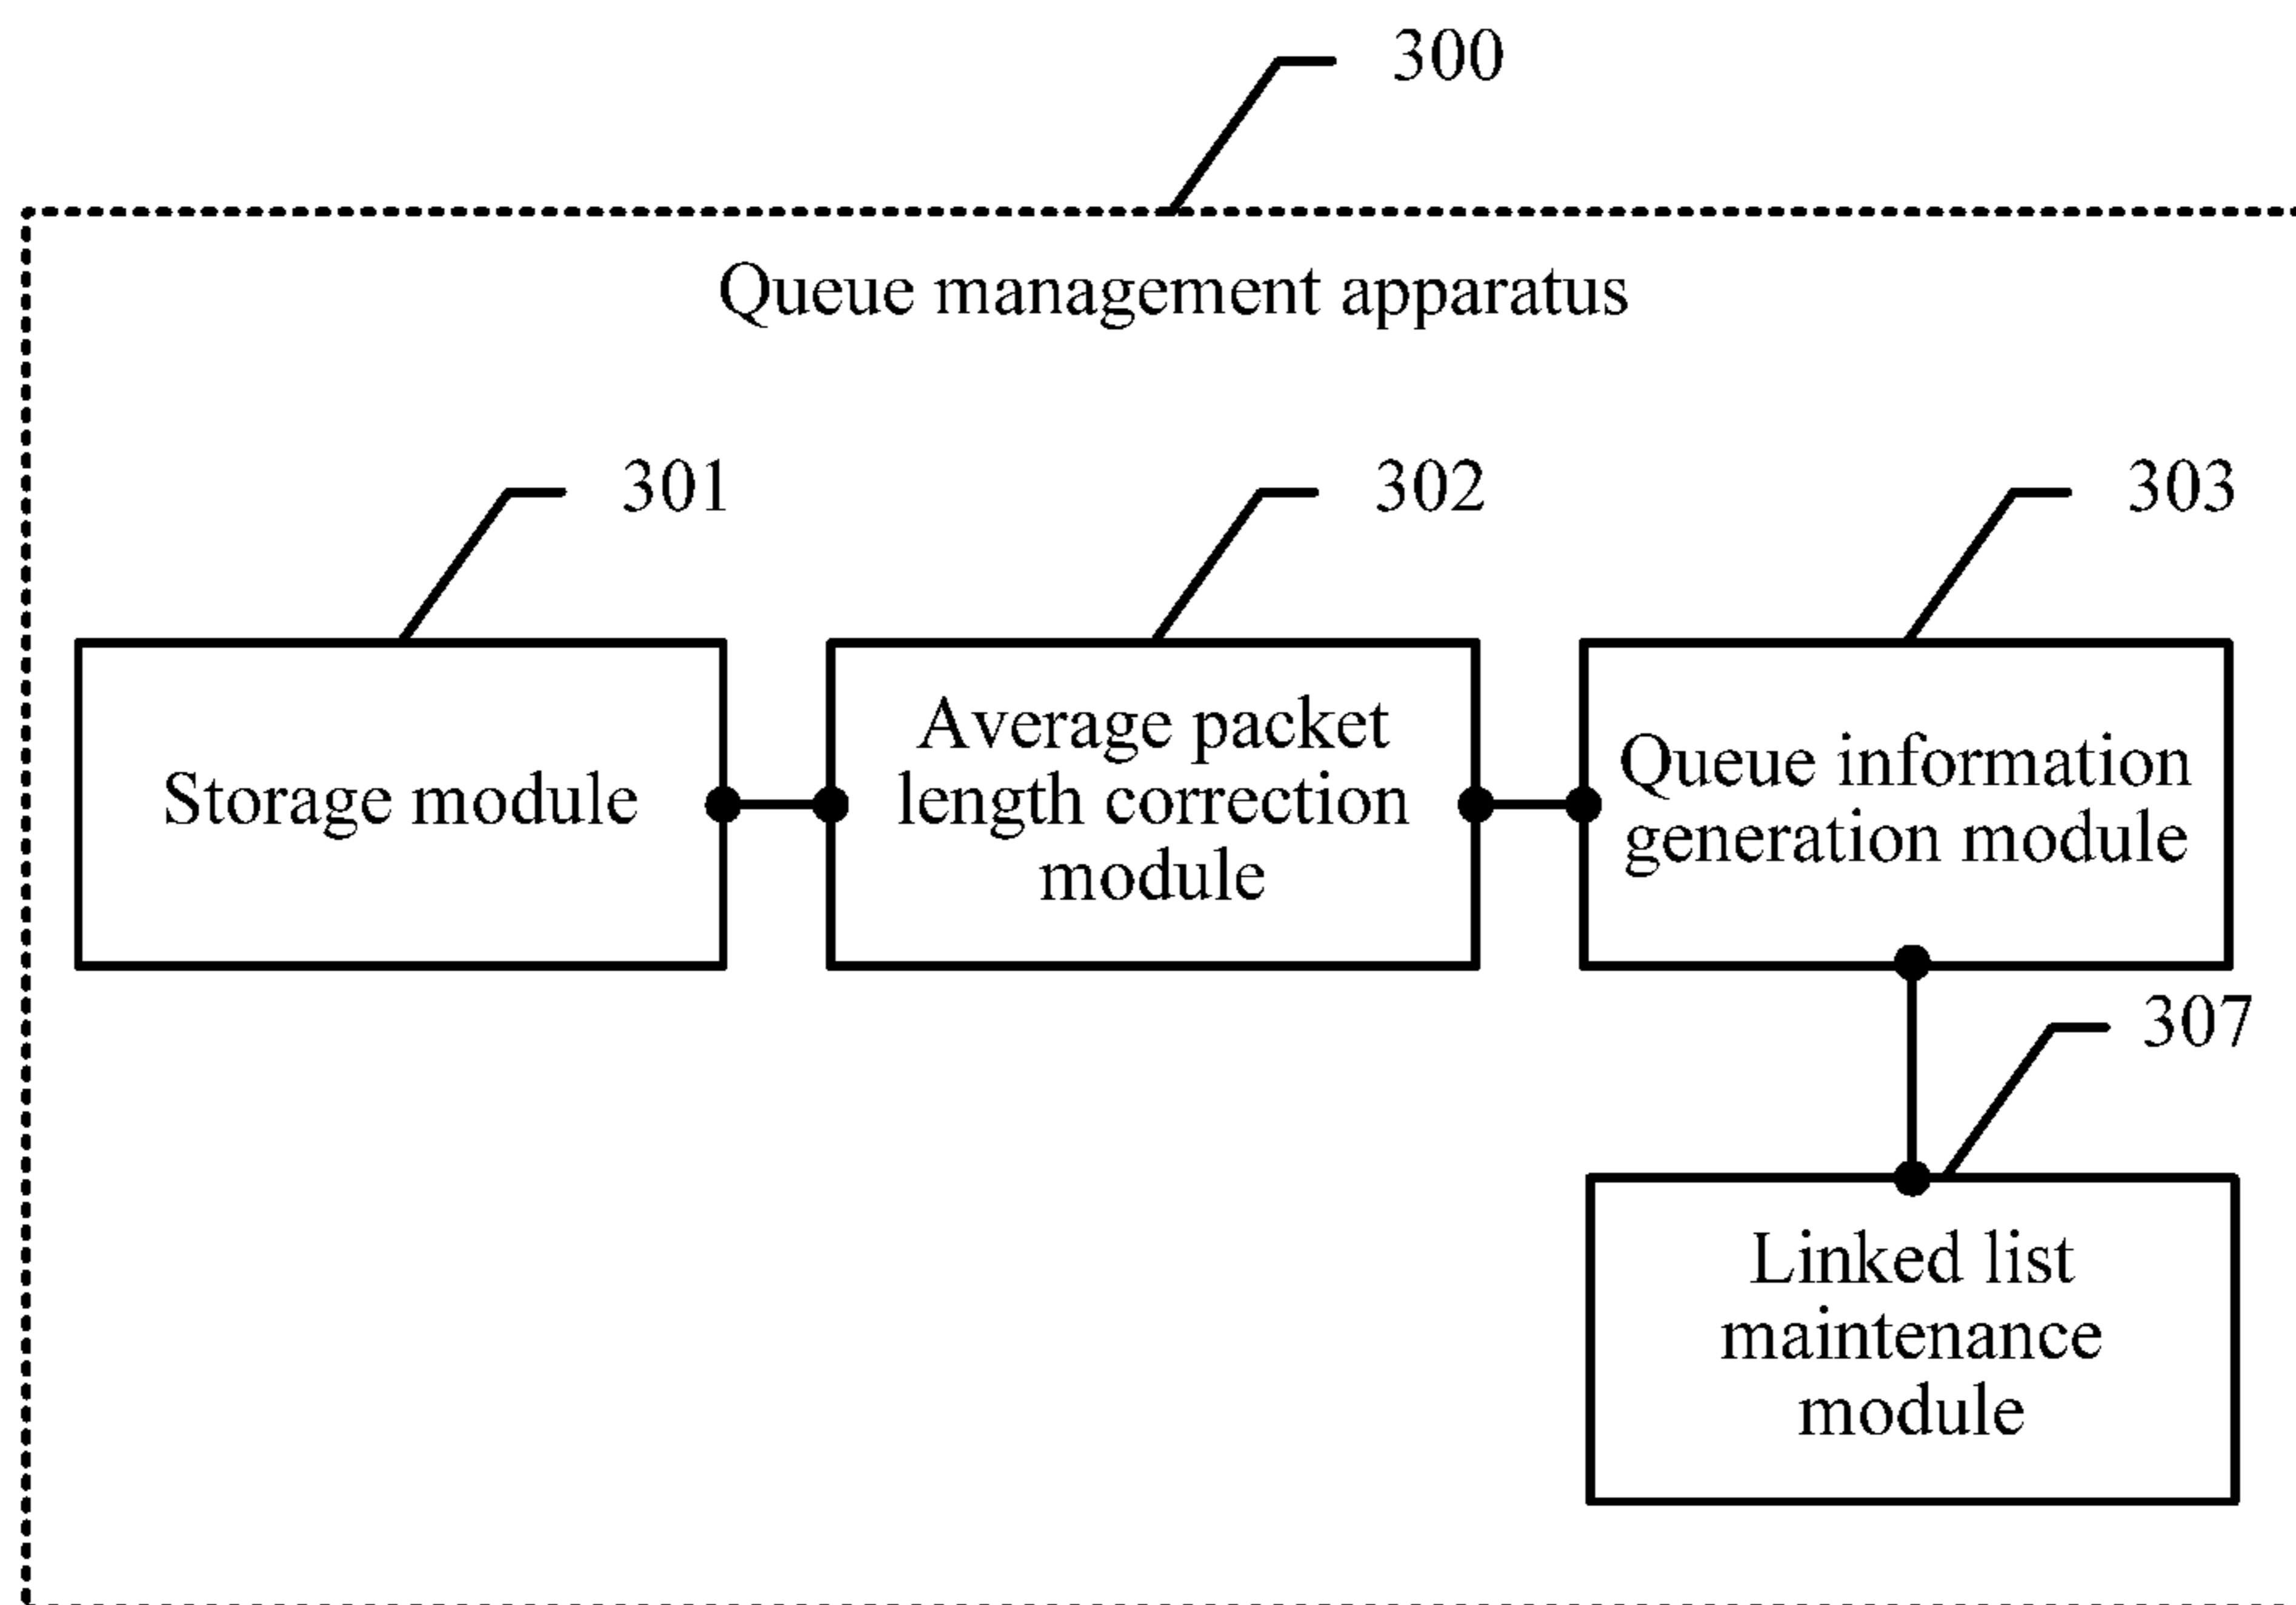 300
Queue management apparatus
301
302
303
Storage module
Average packet
length correction
module
Queue information
generation module
307
Linked list
maintenance
module